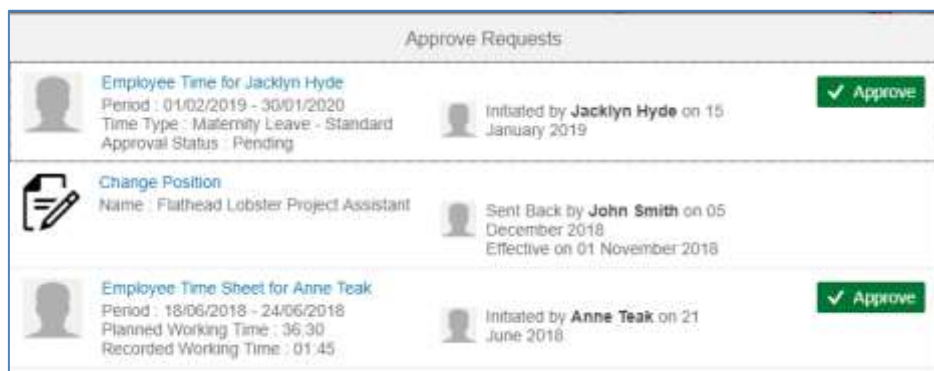 Approve Requests
Employee Time for Jacklyn Hyde
Period : 01/02/2019 - 30/01/2020
Time Type : Maternity Leave - Standard
Approval Status : Pending
Initiated by Jacklyn Hyde on 15
January 2019
✓ Approve
Change Position
Name : Flathead Lobster Project Assistant
Sent Back by John Smith on 05
December 2018
Effective on 01 November 2018
Employee Time Sheet for Anne Teak
Period : 18/06/2018 - 24/06/2018
Planned Working Time : 36:30
Recorded Working Time : 01:45
Initiated by Anne Teak on 21
June 2018
✓ Approve